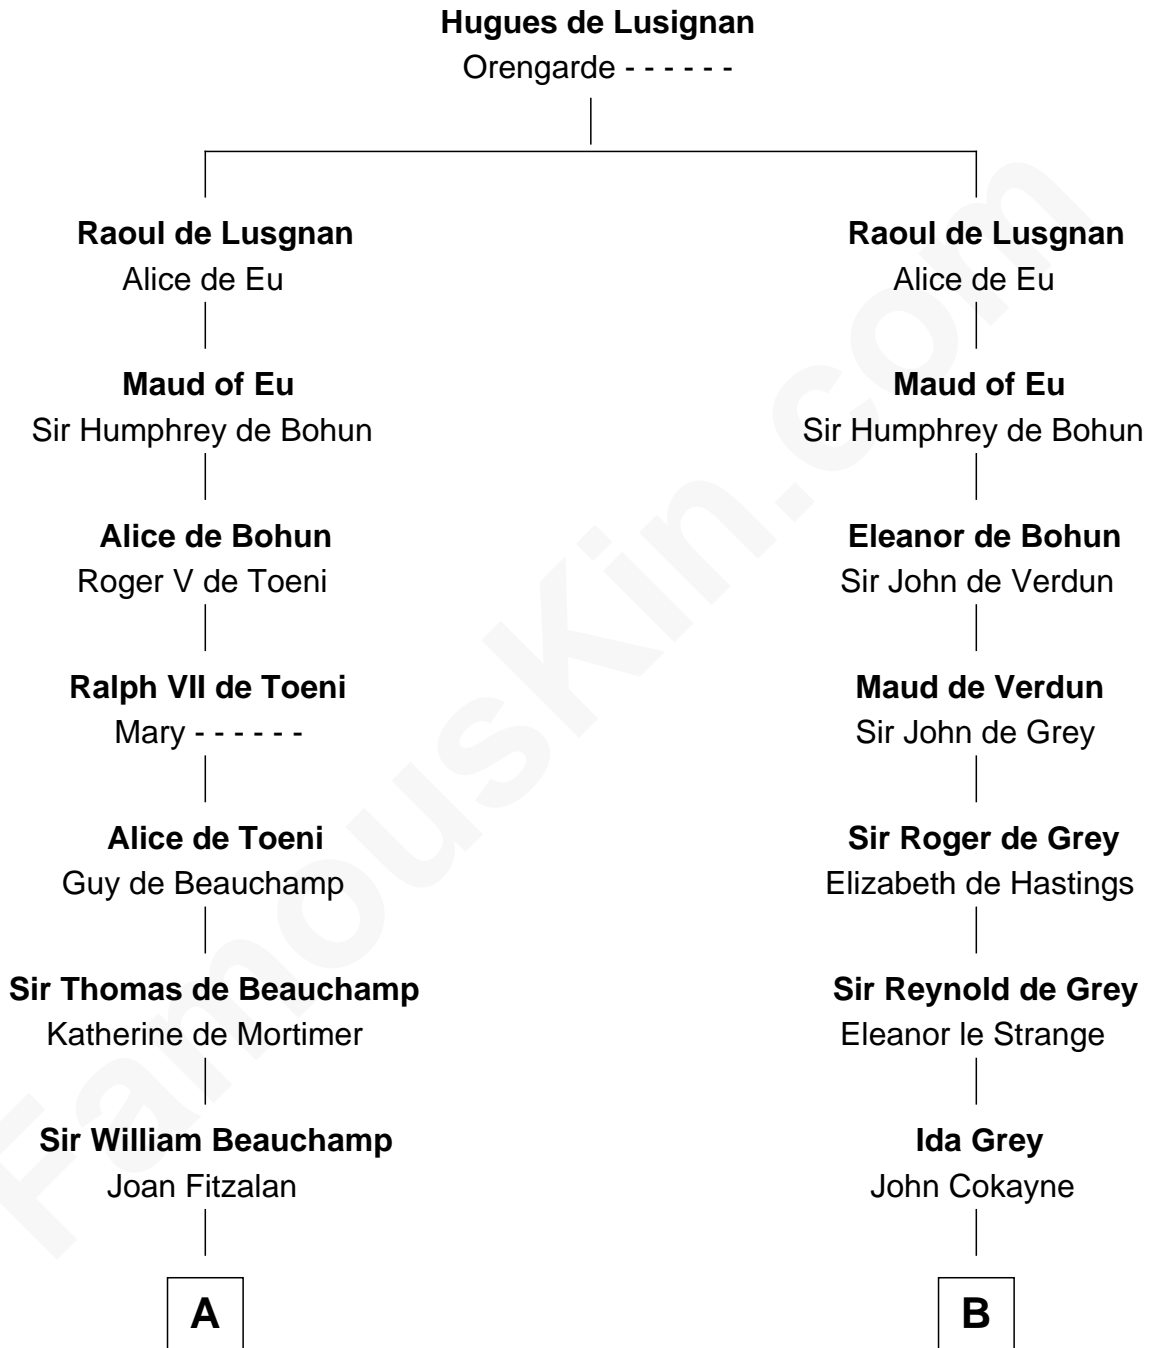 Hugues de Lusignan
Orengarde - - - - - -
Raoul de Lusgnan
Alice de Eu
Maud of Eu
Sir Humphrey de Bohun
Alice de Bohun
Roger V de Toeni
Ralph VII de Toeni
Mary - - - - - -
Alice de Toeni
Guy de Beauchamp
Sir Thomas de Beauchamp
Katherine de Mortimer
Sir William Beauchamp
Joan Fitzalan
A
Raoul de Lusgnan
Alice de Eu
Maud of Eu
Sir Humphrey de Bohun
Eleanor de Bohun
Sir John de Verdun
Maud de Verdun
Sir John de Grey
Sir Roger de Grey
Elizabeth de Hastings
Sir Reynold de Grey
Eleanor le Strange
Ida Grey
John Cokayne
B
FamousKin.com